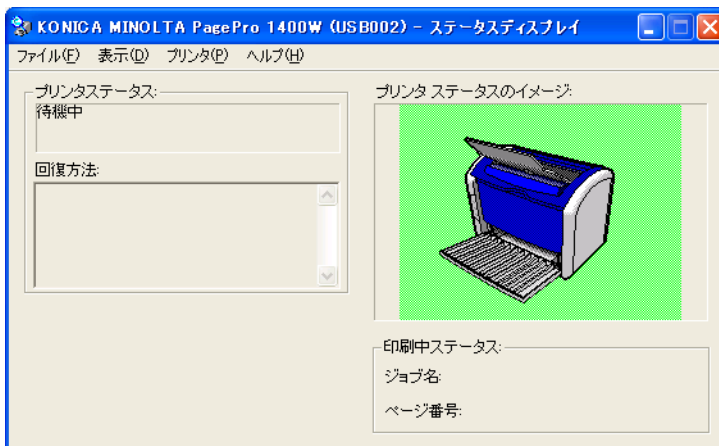 KONICA MINOLTA PagePro 1400W (USB002) - ステータスディスプレイ
ファイル(F) 表示(D) プリンタ(P) ヘルプ(H)
プリンタステータス:
待機中
回復方法:
プリンタ ステータスのイメージ:
印刷中ステータス:
ジョブ名:
ページ番号: